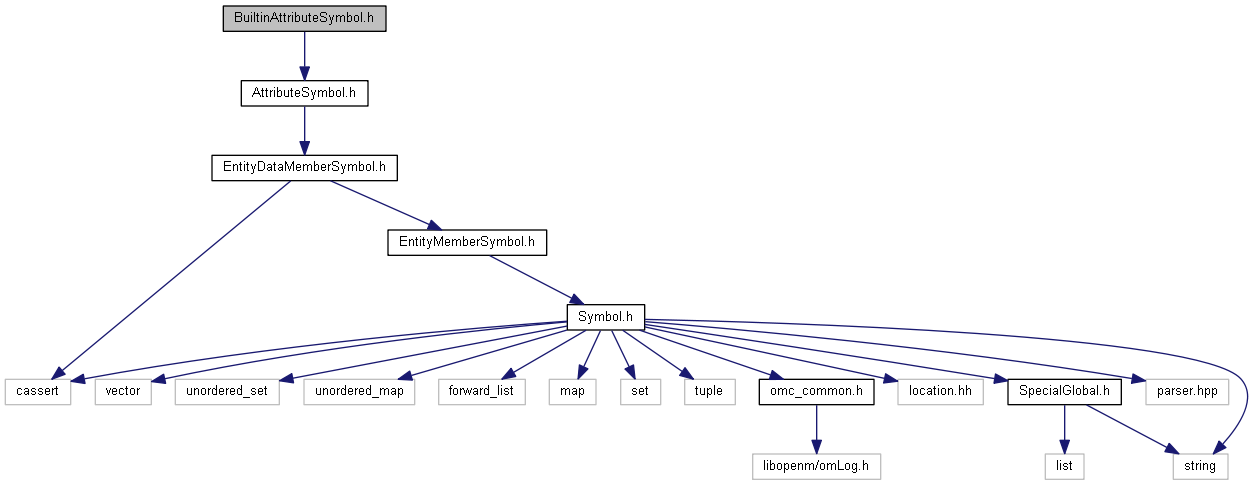 BuiltinAttributeSymbol.h
AttributeSymbol.h
EntityDataMemberSymbol.h
EntityMemberSymbol.h
Symbol.h
cassert
vector
unordered_set
unordered_map
forward_list
map
set
tuple
omc_common.h
location.hh
SpecialGlobal.h
parser.hpp
libopenm/omLog.h
list
string